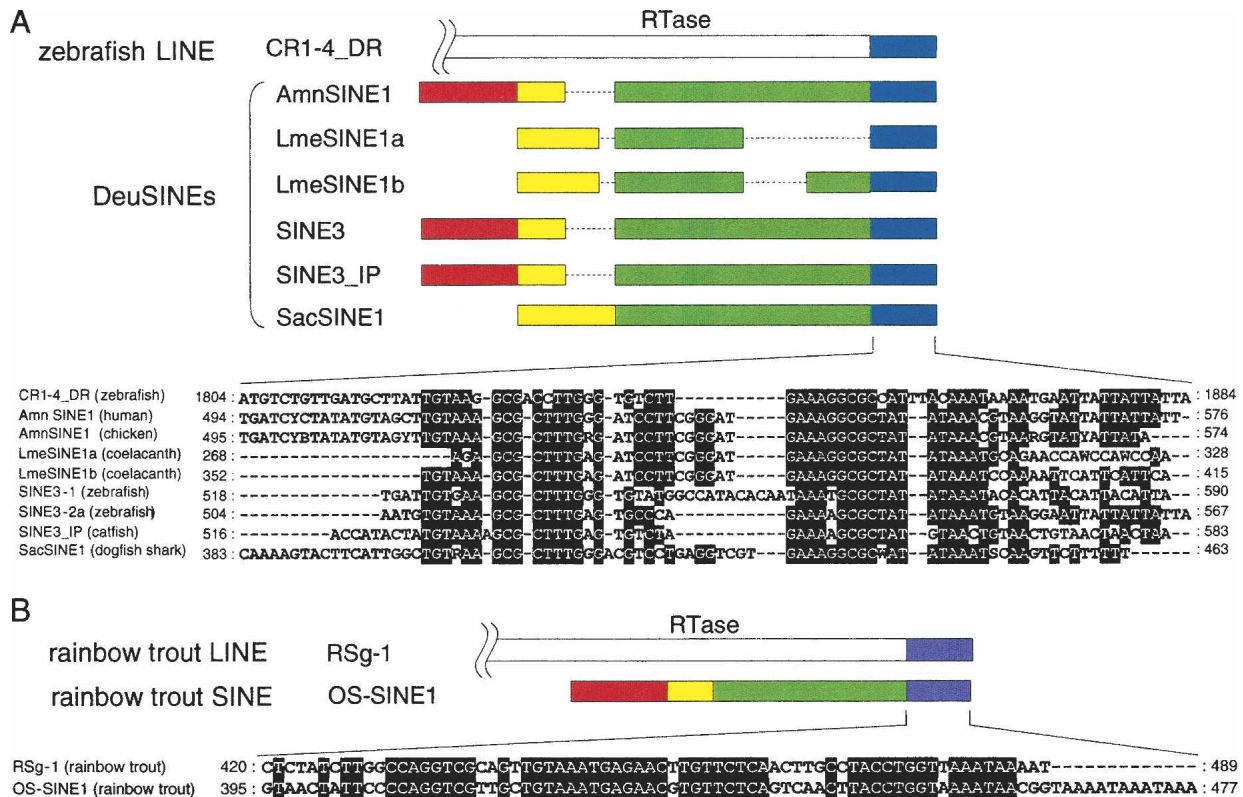 A
RTase
zebrafish LINE CR1-4_DR
AmnSINE1
LmeSINE1a
LmeSINE1b
DeuSINEs
SINE3
SINE3_IP
SacSINE1
CR1-4_DR (zebrafish) 1804 : ATGTCTGTTGATGCTTATTGTAAG-GCGACCTTGGG-TGTCTT---------GAAAGGCGCCATTTACAAATAAAATGAATTATTATTATTA : 1884
Amn SINE1 (human) 494 : TGATCYCTATATGTAGCTTGTAAA-GCG-CTTTGGG-ATCCTTCGGGAT----GAAAGGCGCTAT-ATAAACGTAAGGTATTATTATTATT- : 576
AmnSINE1 (chicken) 495 : TGATCYBTATATGTAGYTTGTAAA-GCG-CTTTGRG-ATCCTTCGGGAT----GAAAGGCGCTAT-ATAAACGTAARGTATYATTATA---- : 574
LmeSINE1a (coelacanth) 268 : --------------------AGA-GCG-CTTTGAG-ATCCTTCGGGAT----GAAAGGCGCTAT-ATAAATGCAGAACCAWCCAWCCAA-- : 328
LmeSINE1b (coelacanth) 352 : -----------------TGTAAA-GCG-CTTTGAG-ATCCTTCGGGAT----GAAAGGCGCTAT-ATAAATCCAAAATTCATTCATTCA-- : 415
SINE3-1 (zebrafish) 518 : --------------TGATTGTGAA-GCG-CTTTGGG-TGTATGGCCATACACAATAAATGCGCTAT-ATAAATACACATTACATTACATTA-- : 590
SINE3-2a (zebrafish) 504 : --------------AATGTGTAAA-GCG-CTTTGAG-TGCCCA---------GAAAAGCGCTAT-ATAAATGTAAGGAATTATTATTATTA : 567
SINE3_IP (catfish) 516 : ---------ACCATACTATGTAAAAGCG-CTTTGAG-TGTCTA---------GAAAAGCGCTAT-GTAACTGTAACTGTAACTAACTAA-- : 583
SacSINE1 (dogfish shark) 383 : CAAAAGTACTTCATTGGCTGTRAA-GCG-CTTTGGGACGTCCTGAGGTCGT--GAAAGGCGCWAT-ATAAATSCAAGTTCTTTTTT------ : 463
B
RTase
rainbow trout LINE RSg-1
rainbow trout SINE OS-SINE1
RSg-1 (rainbow trout) 420 : CTCTATCTTGGCCAGGTCGCAGTTGTAAATGAGAACTTGTTCTCAACTTGCCTACCTGGTTAAATAAAAT------------- : 489
OS-SINE1 (rainbow trout) 395 : GTAACTATTCCCCAGGTCGTTGCTGTAAATGAGAACGTGTTCTCAGTCAACTTACCTGGTAAAATAACGGTAAAATAAATAAA : 477